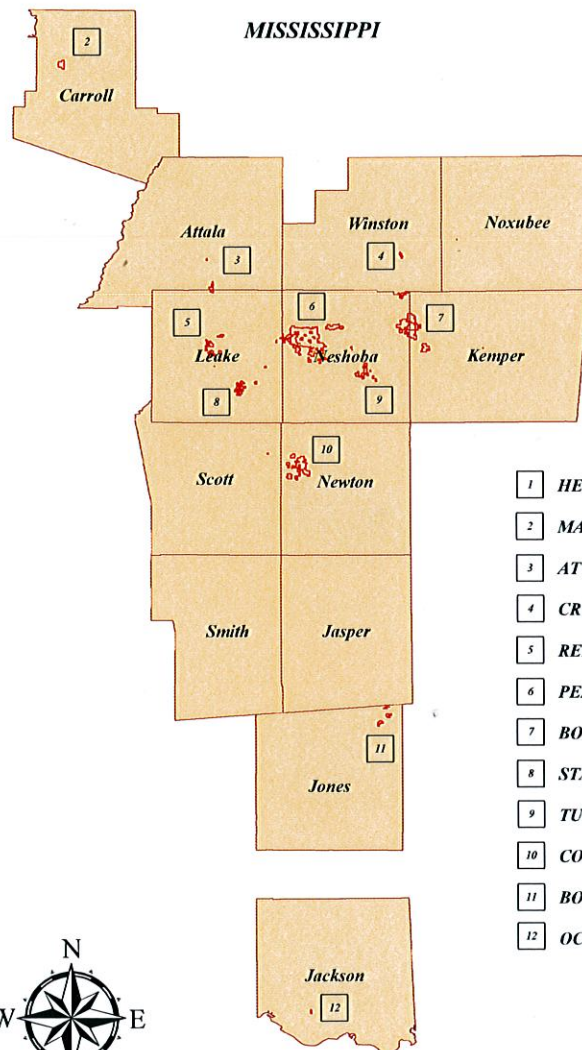 MISSISSIPPI
2
Carroll
Attala
Winston
Noxubee
3
4
5
6
7
Leake
Neshoba
Kemper
8
9
10
Scott
Newton
Smith
Jasper
11
Jones
1 HE
2 MA
3 AT
4 CR
5 RE
6 PE
7 BO
8 STA
9 TU
10 CO
11 BO
12 OC
Jackson
12
N
W E